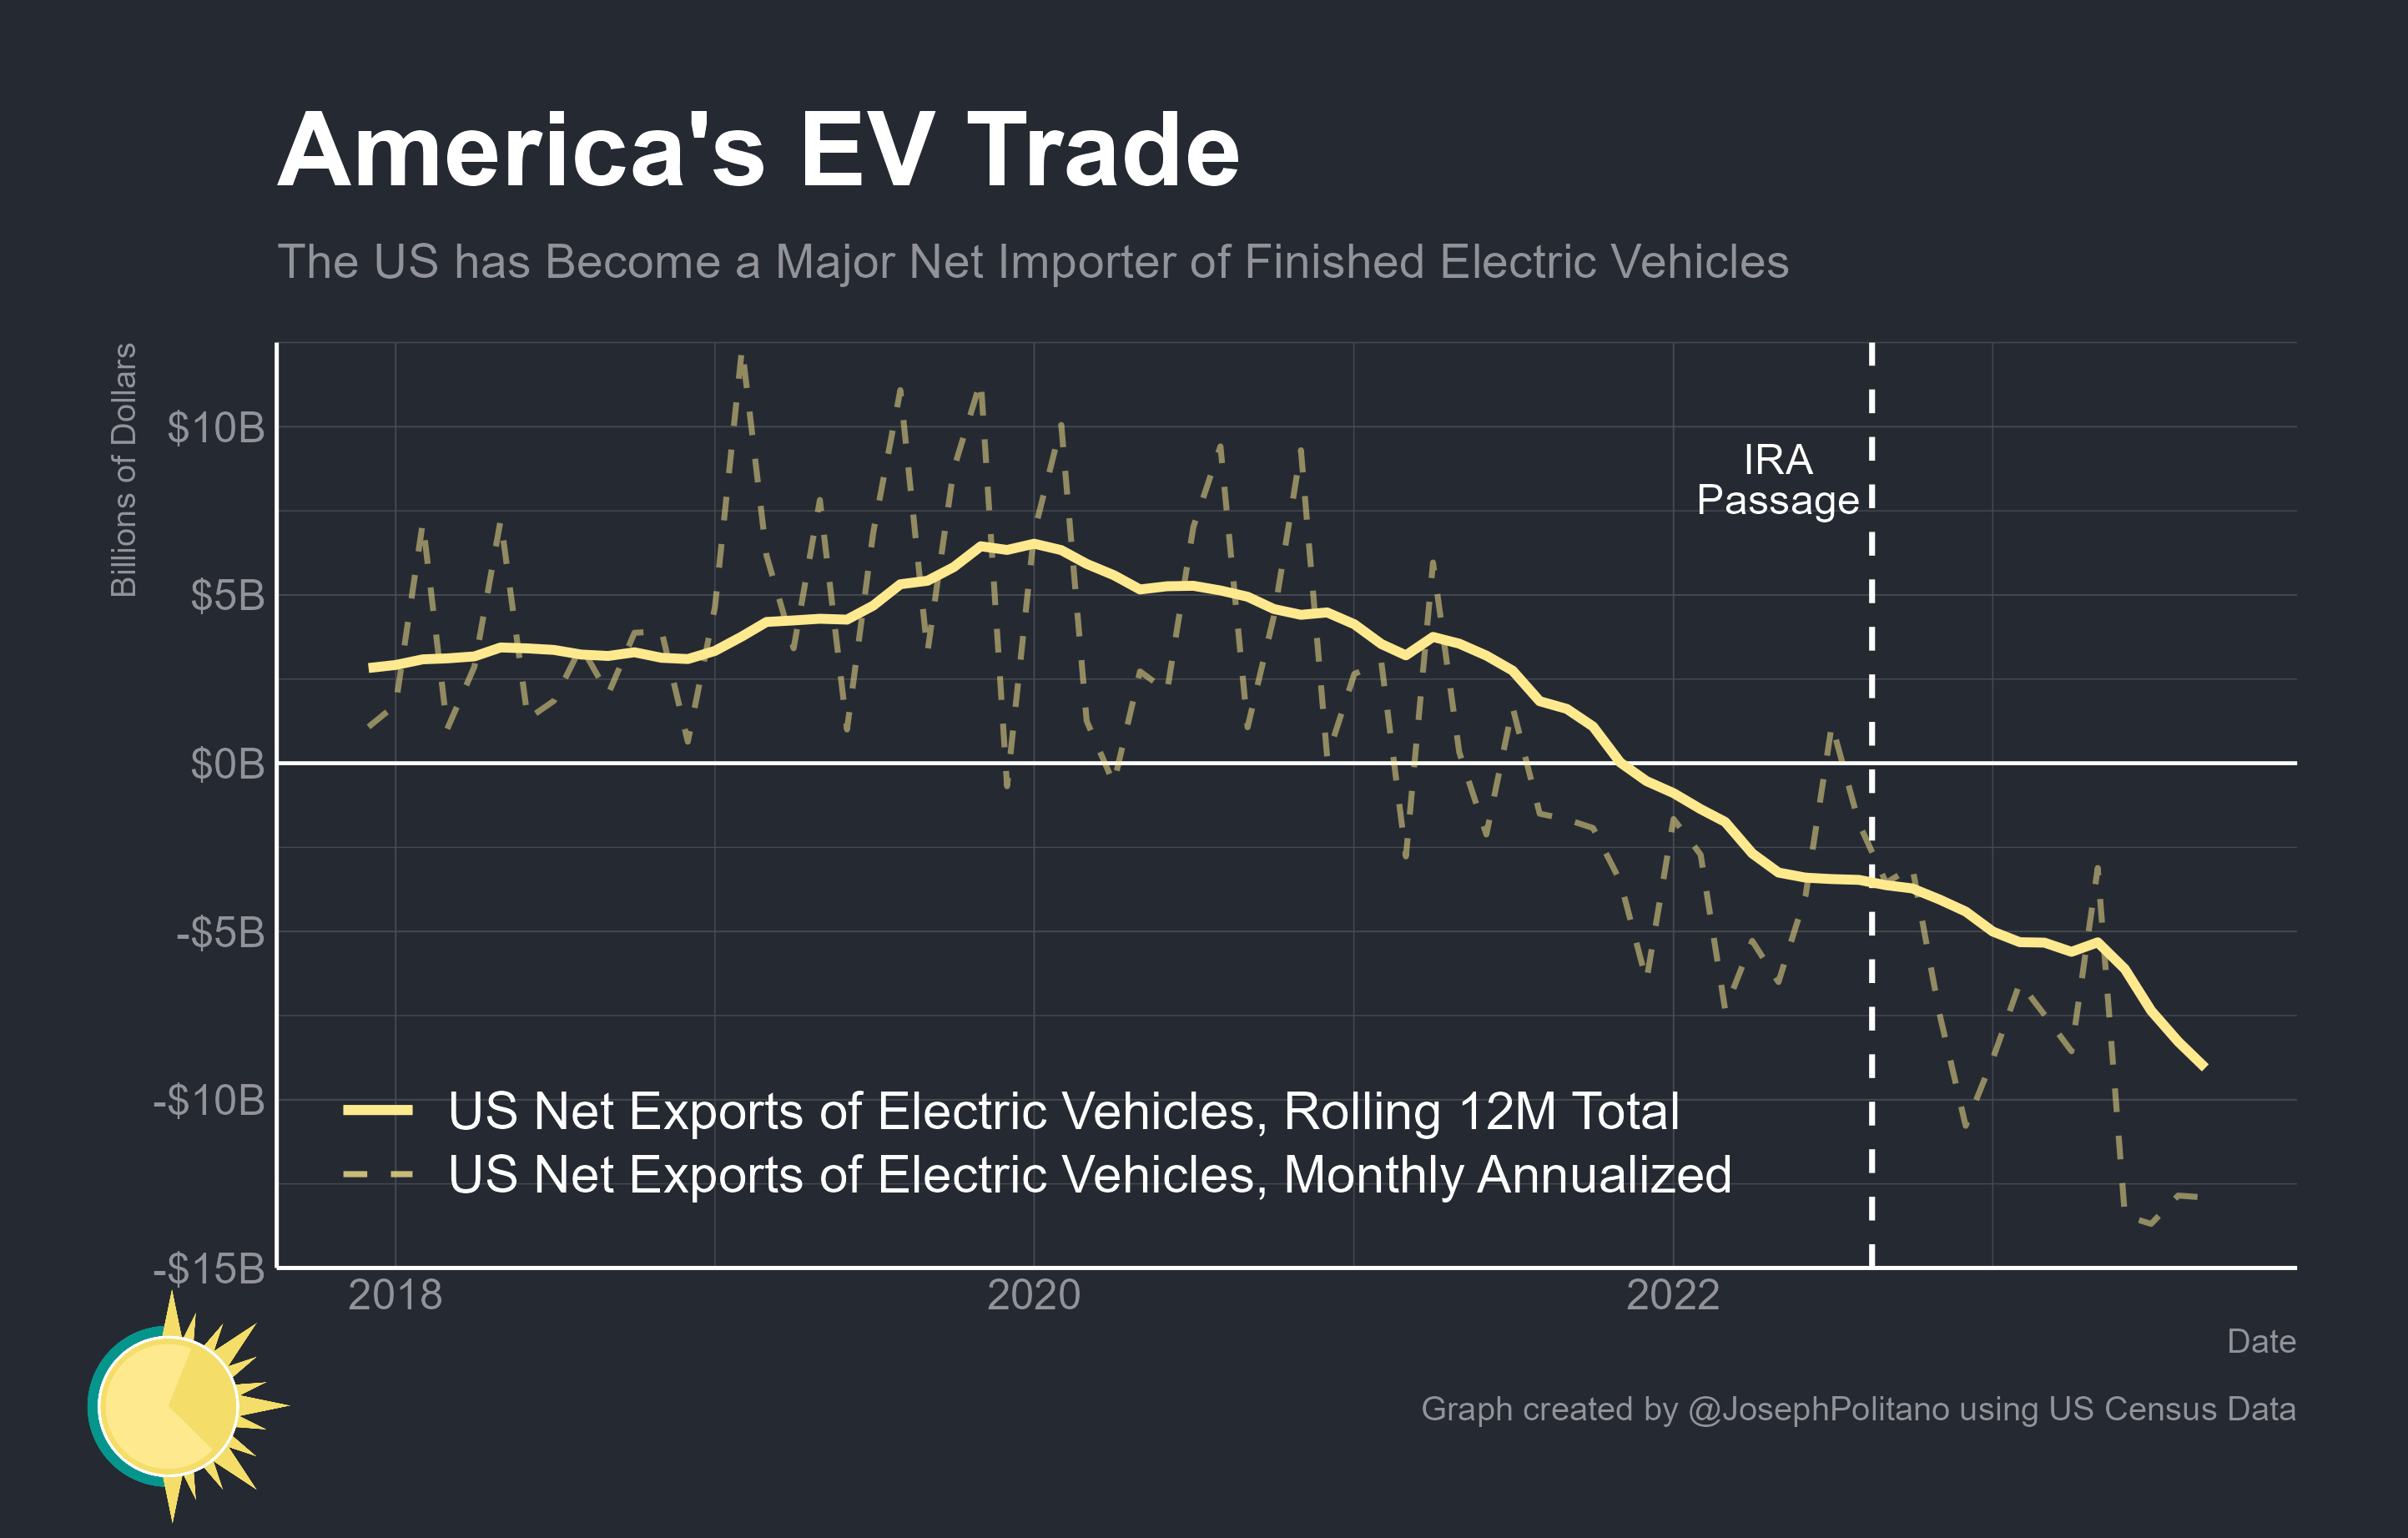 America's EV Trade
The US has Become a Major Net Importer of Finished Electric Vehicles
Billions of Dollars
$10B
$5B
$0B
-$5B
-$10B
-$15B
IRA
Passage
US Net Exports of Electric Vehicles, Rolling 12M Total
US Net Exports of Electric Vehicles, Monthly Annualized
2018
2020
2022
Date
Graph created by @JosephPolitano using US Census Data